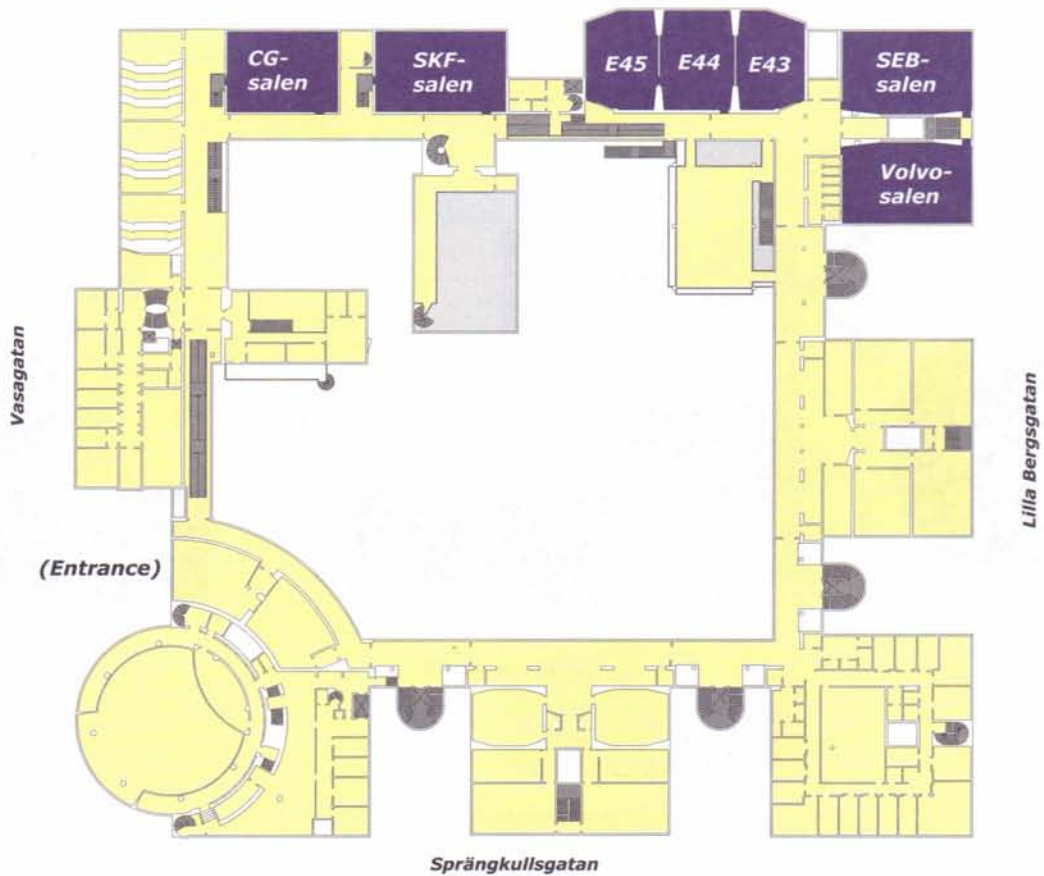 CG-
salen
SKF-
salen
E45
E44
E43
SEB-
salen
Volvo-
salen
Vasagatan
Lilla Bergsgatan
(Entrance)
Sprängkullsgatan